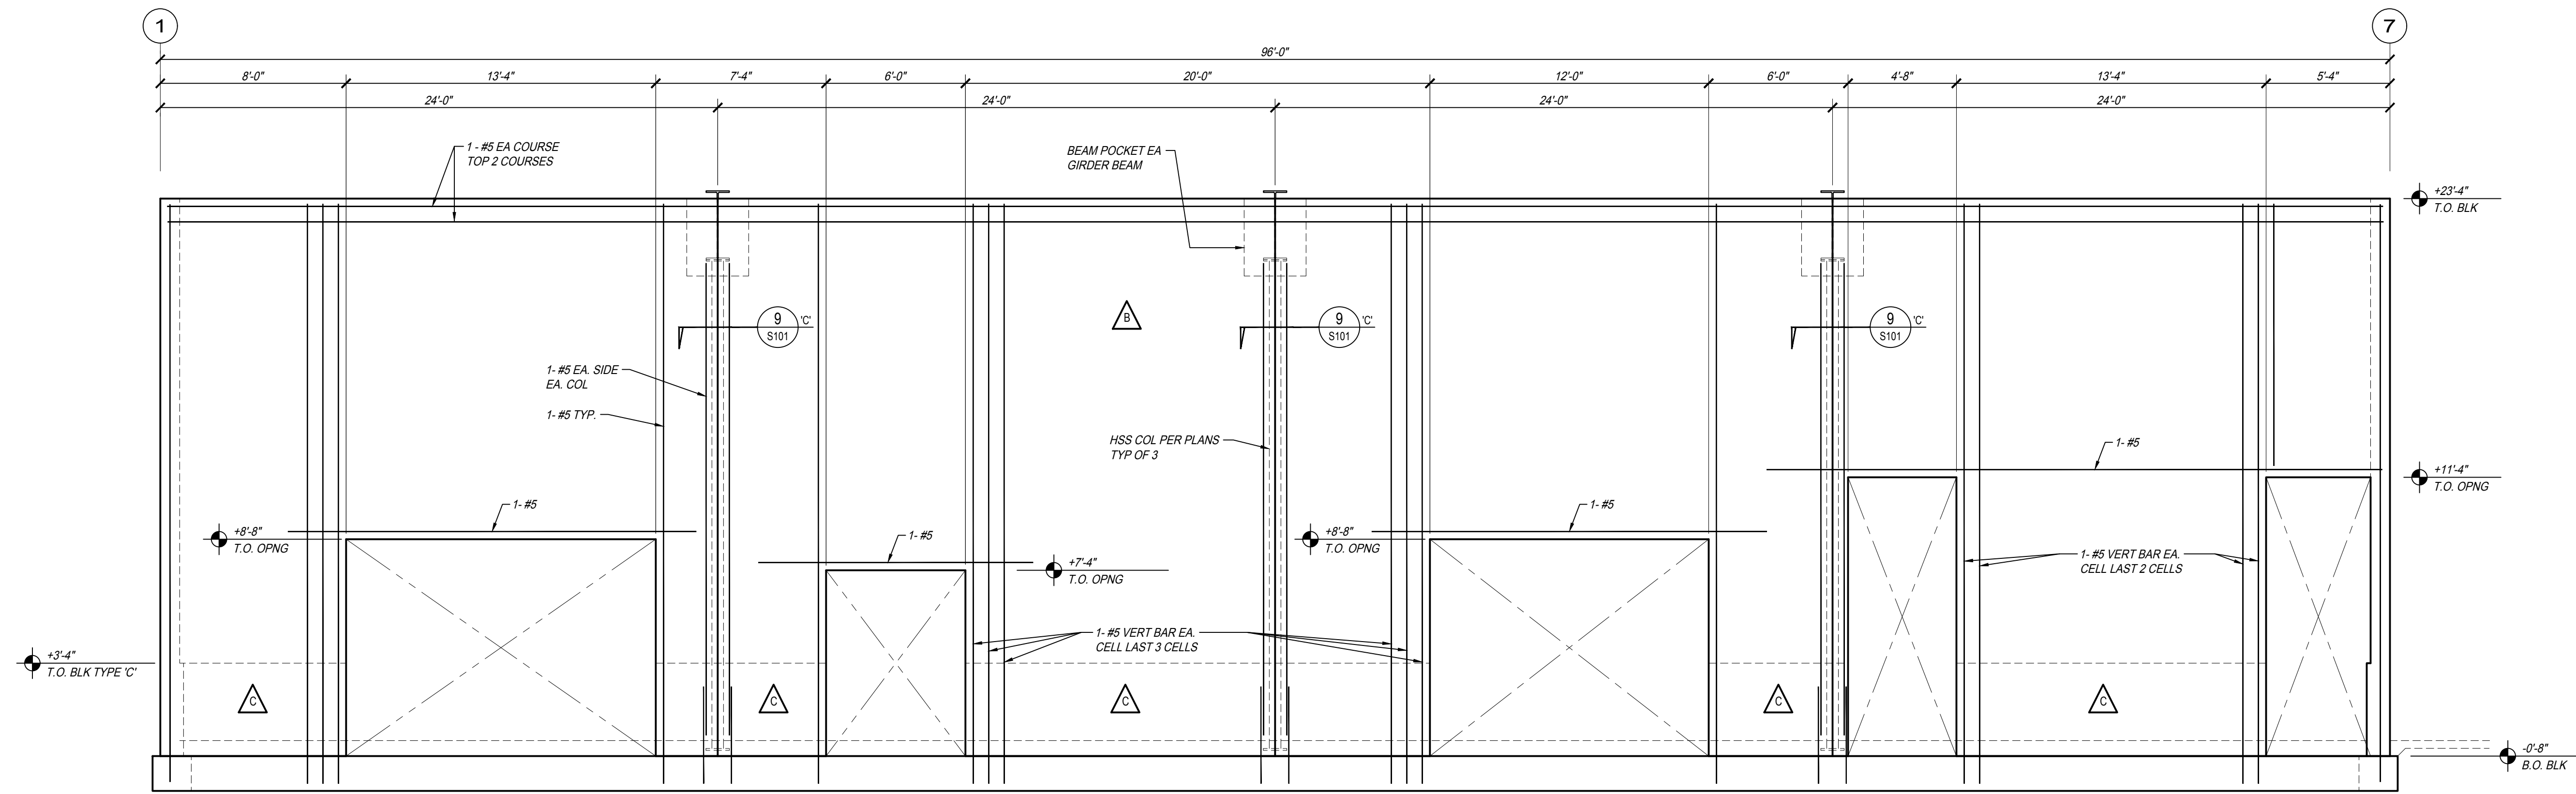 1
7
96'-0"
8'-0"
13'-4"
7'-4"
6'-0"
20'-0"
12'-0"
6'-0"
4'-8"
13'-4"
5'-4"
24'-0"
24'-0"
24'-0"
24'-0"
1 - #5 EA COURSE
TOP 2 COURSES
BEAM POCKET EA
GIRDER BEAM
+23'-4"
T.O. BLK
B
9
S101
'C'
9
S101
'C'
9
S101
'C'
1- #5 EA. SIDE
EA. COL
1- #5 TYP.
HSS COL PER PLANS
TYP OF 3
1- #5
+11'-4"
T.O. OPNG
1- #5
1- #5
+8'-8"
T.O. OPNG
1- #5
+8'-8"
T.O. OPNG
+7'-4"
T.O. OPNG
1- #5 VERT BAR EA.
CELL LAST 2 CELLS
1- #5 VERT BAR EA.
CELL LAST 3 CELLS
+3'-4"
T.O. BLK TYPE 'C'
C
C
C
C
C
-0'-8"
B.O. BLK